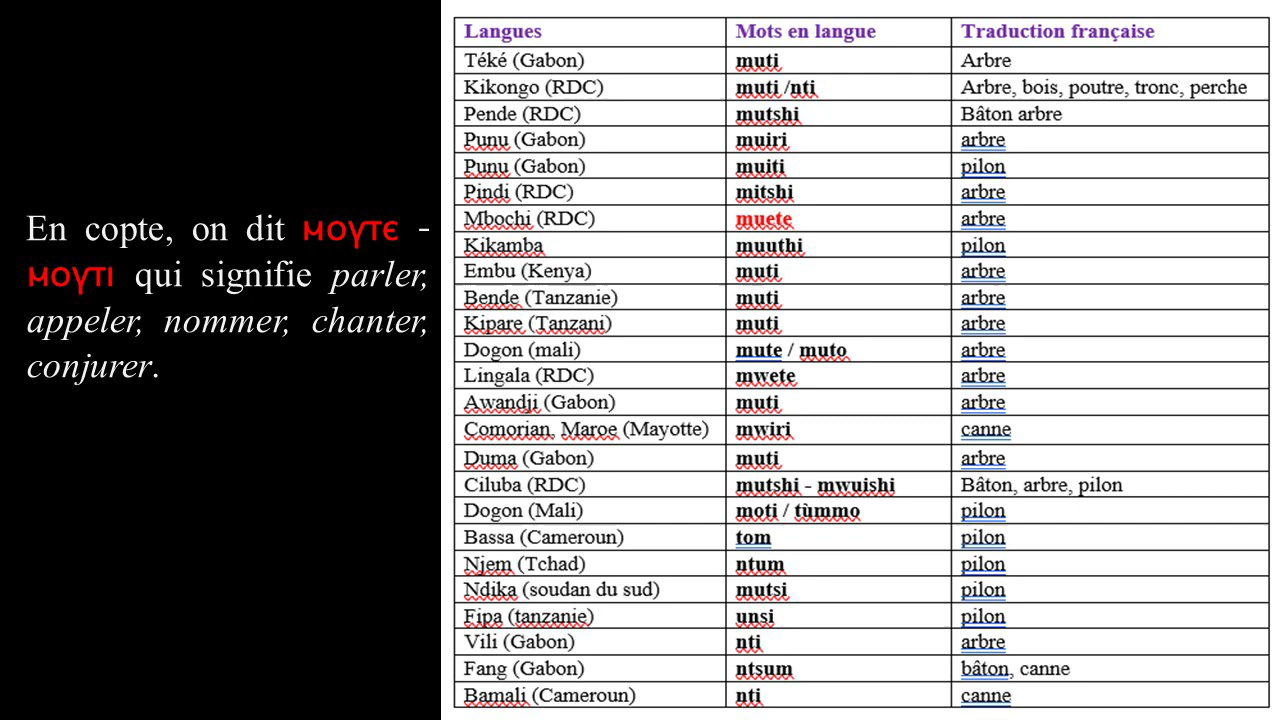 En copte, on dit ⲙⲟⲩⲧⲉ -
ⲙⲟⲩⲧⲓ qui signifie parler,
appeler, nommer, chanter,
conjurer.
Langues Mots en langue Traduction française
Téké (Gabon) muti Arbre
Kikongo (RDC) muti /nti Arbre, bois, poutre, tronc, perche
Pende (RDC) mutshi Bâton arbre
Punu (Gabon) muiri arbre
Punu (Gabon) muiti pilon
Pindi (RDC) mitshi arbre
Mbochi (RDC) muete arbre
Kikamba muuthi pilon
Embu (Kenya) muti arbre
Bende (Tanzanie) muti arbre
Kipare (Tanzani) muti arbre
Dogon (mali) mute / muto arbre
Lingala (RDC) mwete arbre
Awandji (Gabon) muti arbre
Comorian, Maroe (Mayotte) mwiri canne
Duma (Gabon) muti arbre
Ciluba (RDC) mutshi - mwuishi Bâton, arbre, pilon
Dogon (Mali) moti / tùmmo pilon
Bassa (Cameroun) tom pilon
Njem (Tchad) ntum pilon
Ndika (soudan du sud) mutsi pilon
Fipa (tanzanie) unsi pilon
Vili (Gabon) nti arbre
Fang (Gabon) ntsum bâton, canne
Bamali (Cameroun) nti canne